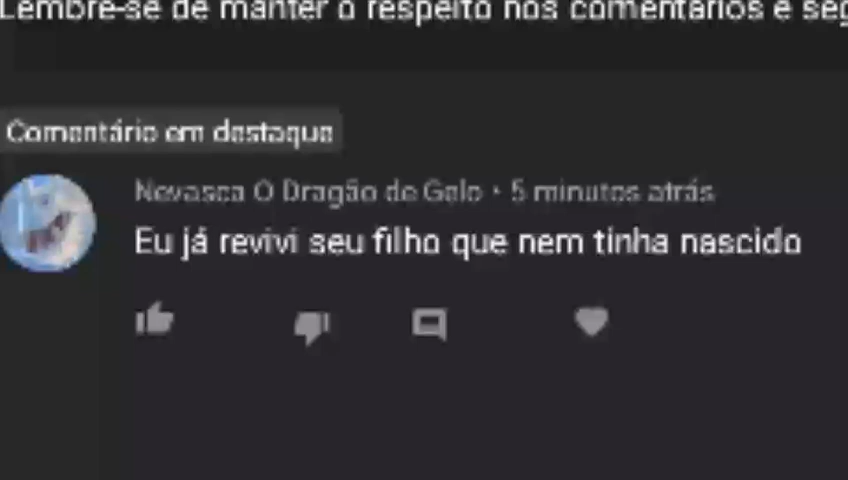 Lembre-se de manter o respeito nos comentários e seg
Comentário em destaque
Nevasca O Dragão de Gelo • 5 minutos atrás
Eu já revivi seu filho que nem tinha nascido